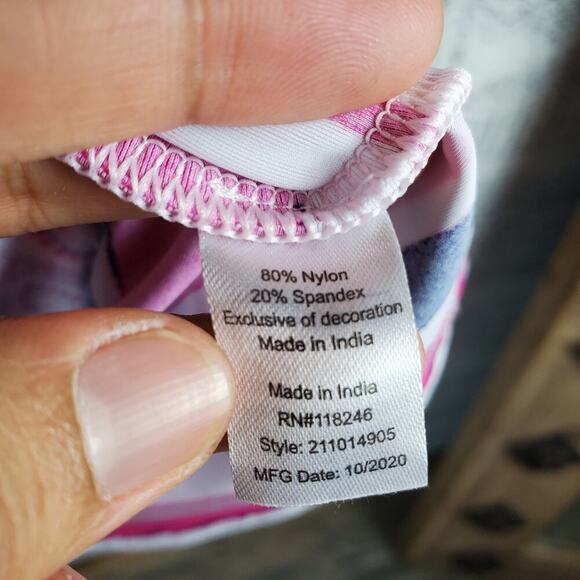 80% Nylon
20% Spandex
Exclusive of decoration
Made in India
Made in India
RN#118246
Style: 211014905
MFG Date: 10/2020